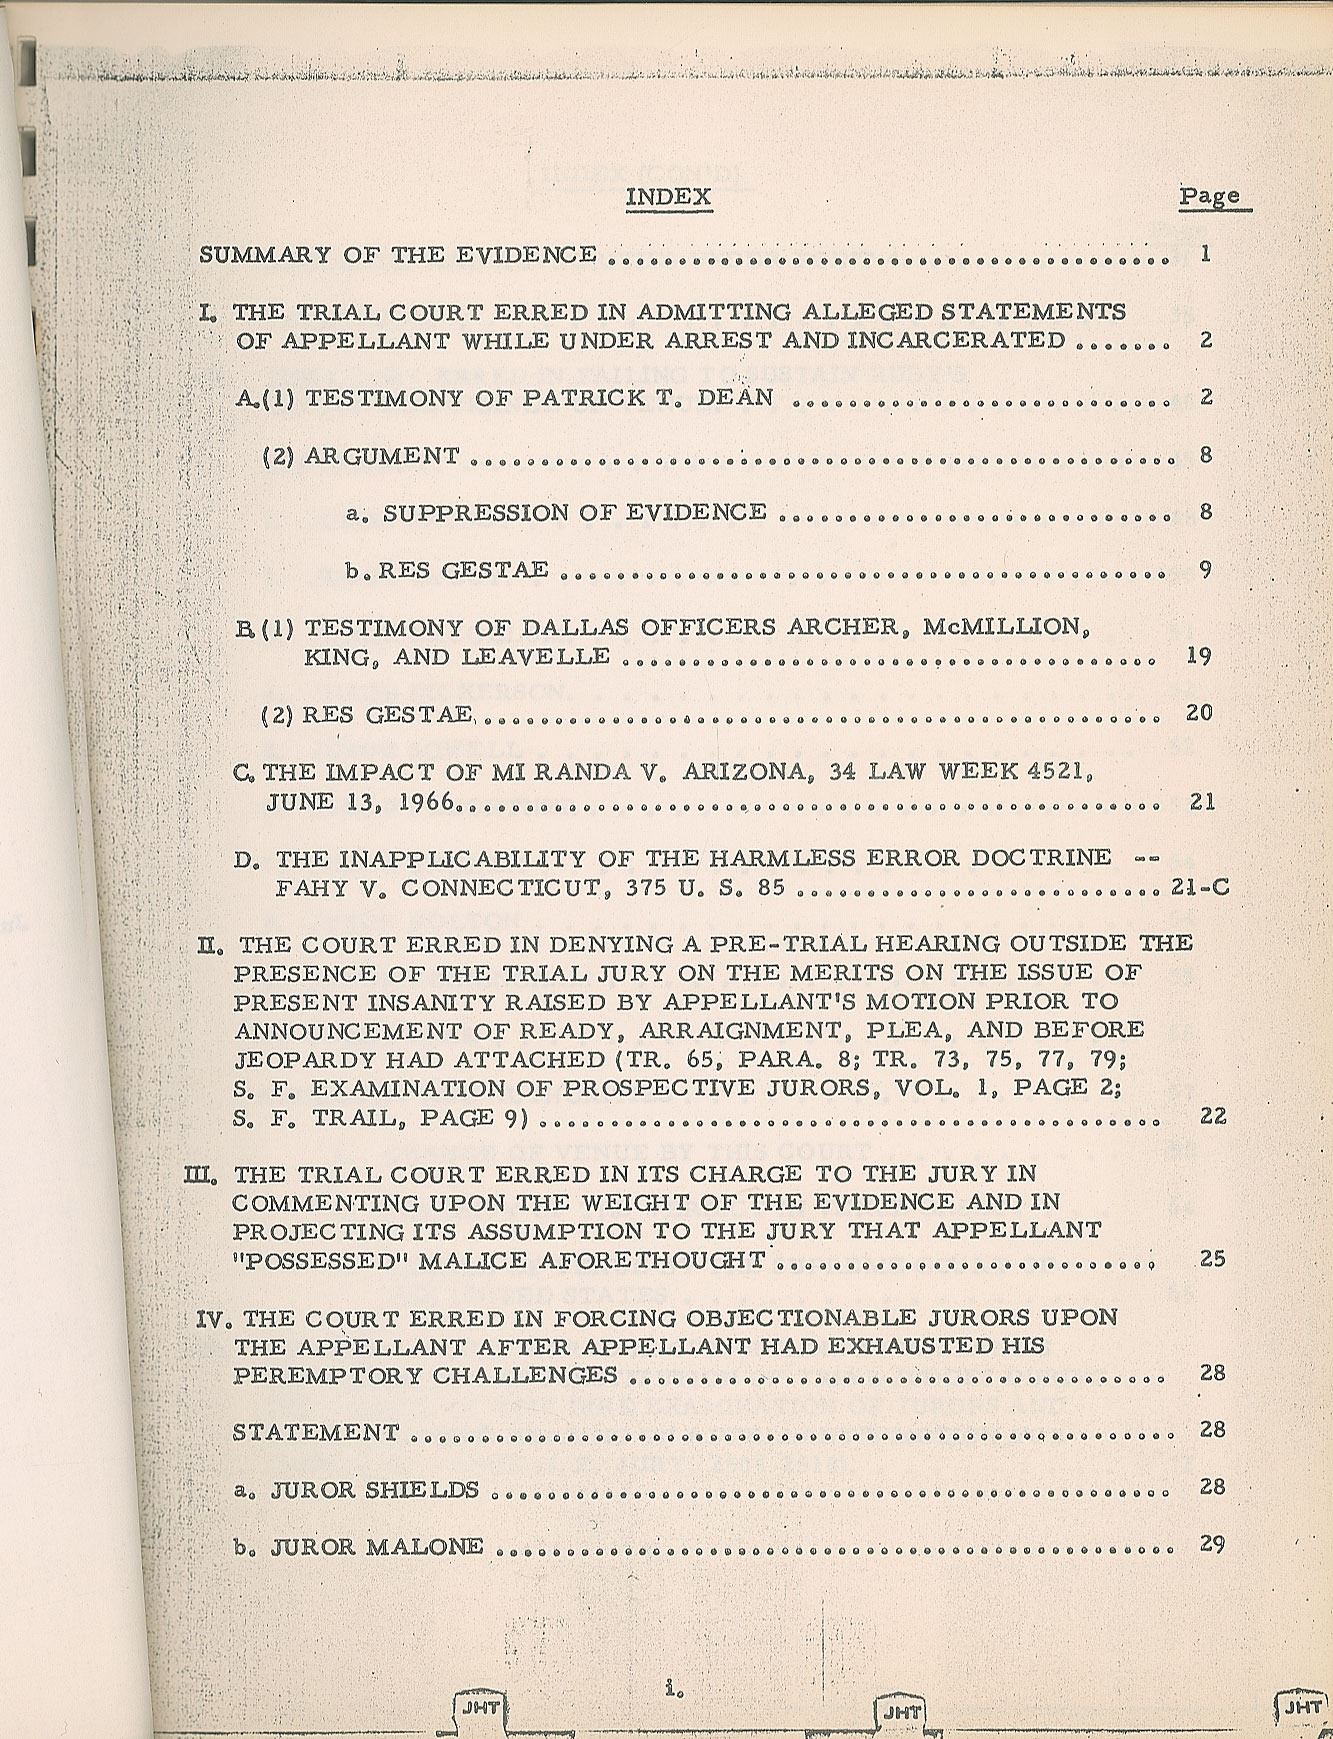 INDEX Page
SUMMARY OF THE EVIDENCE ........................................ 1
I. THE TRIAL COURT ERRED IN ADMITTING ALLEGED STATEMENTS
OF APPELLANT WHILE UNDER ARREST AND INCARCERATED ....... 2
A.(1) TESTIMONY OF PATRICK T. DEAN ........................... 2
(2) ARGUMENT .................................................. 8
a. SUPPRESSION OF EVIDENCE ............................ 8
b. RES GESTAE ........................................... 9
B.(1) TESTIMONY OF DALLAS OFFICERS ARCHER, McMILLION,
KING, AND LEAVELLE ...................................... 19
(2) RES GESTAE ................................................ 20
C. THE IMPACT OF MI RANDA V. ARIZONA, 34 LAW WEEK 4521,
JUNE 13, 1966.................................................. 21
D. THE INAPPLICABILITY OF THE HARMLESS ERROR DOCTRINE --
FAHY V. CONNECTICUT, 375 U. S. 85 .......................... 21-C
II. THE COURT ERRED IN DENYING A PRE-TRIAL HEARING OUTSIDE THE
PRESENCE OF THE TRIAL JURY ON THE MERITS ON THE ISSUE OF
PRESENT INSANITY RAISED BY APPELLANT'S MOTION PRIOR TO
ANNOUNCEMENT OF READY, ARRAIGNMENT, PLEA, AND BEFORE
JEOPARDY HAD ATTACHED (TR. 65, PARA. 8; TR. 73, 75, 77, 79;
S. F. EXAMINATION OF PROSPECTIVE JURORS, VOL. 1, PAGE 2;
S. F. TRAIL, PAGE 9) ............................................ 22
III. THE TRIAL COURT ERRED IN ITS CHARGE TO THE JURY IN
COMMENTING UPON THE WEIGHT OF THE EVIDENCE AND IN
PROJECTING ITS ASSUMPTION TO THE JURY THAT APPELLANT
"POSSESSED" MALICE AFORETHOUGHT ........................... 25
IV. THE COURT ERRED IN FORCING OBJECTIONABLE JURORS UPON
THE APPELLANT AFTER APPELLANT HAD EXHAUSTED HIS
PEREMPTORY CHALLENGES ...................................... 28
STATEMENT ...................................................... 28
a. JUROR SHIELDS ................................................ 28
b. JUROR MALONE ................................................ 29
i.
JHT JHT JHT